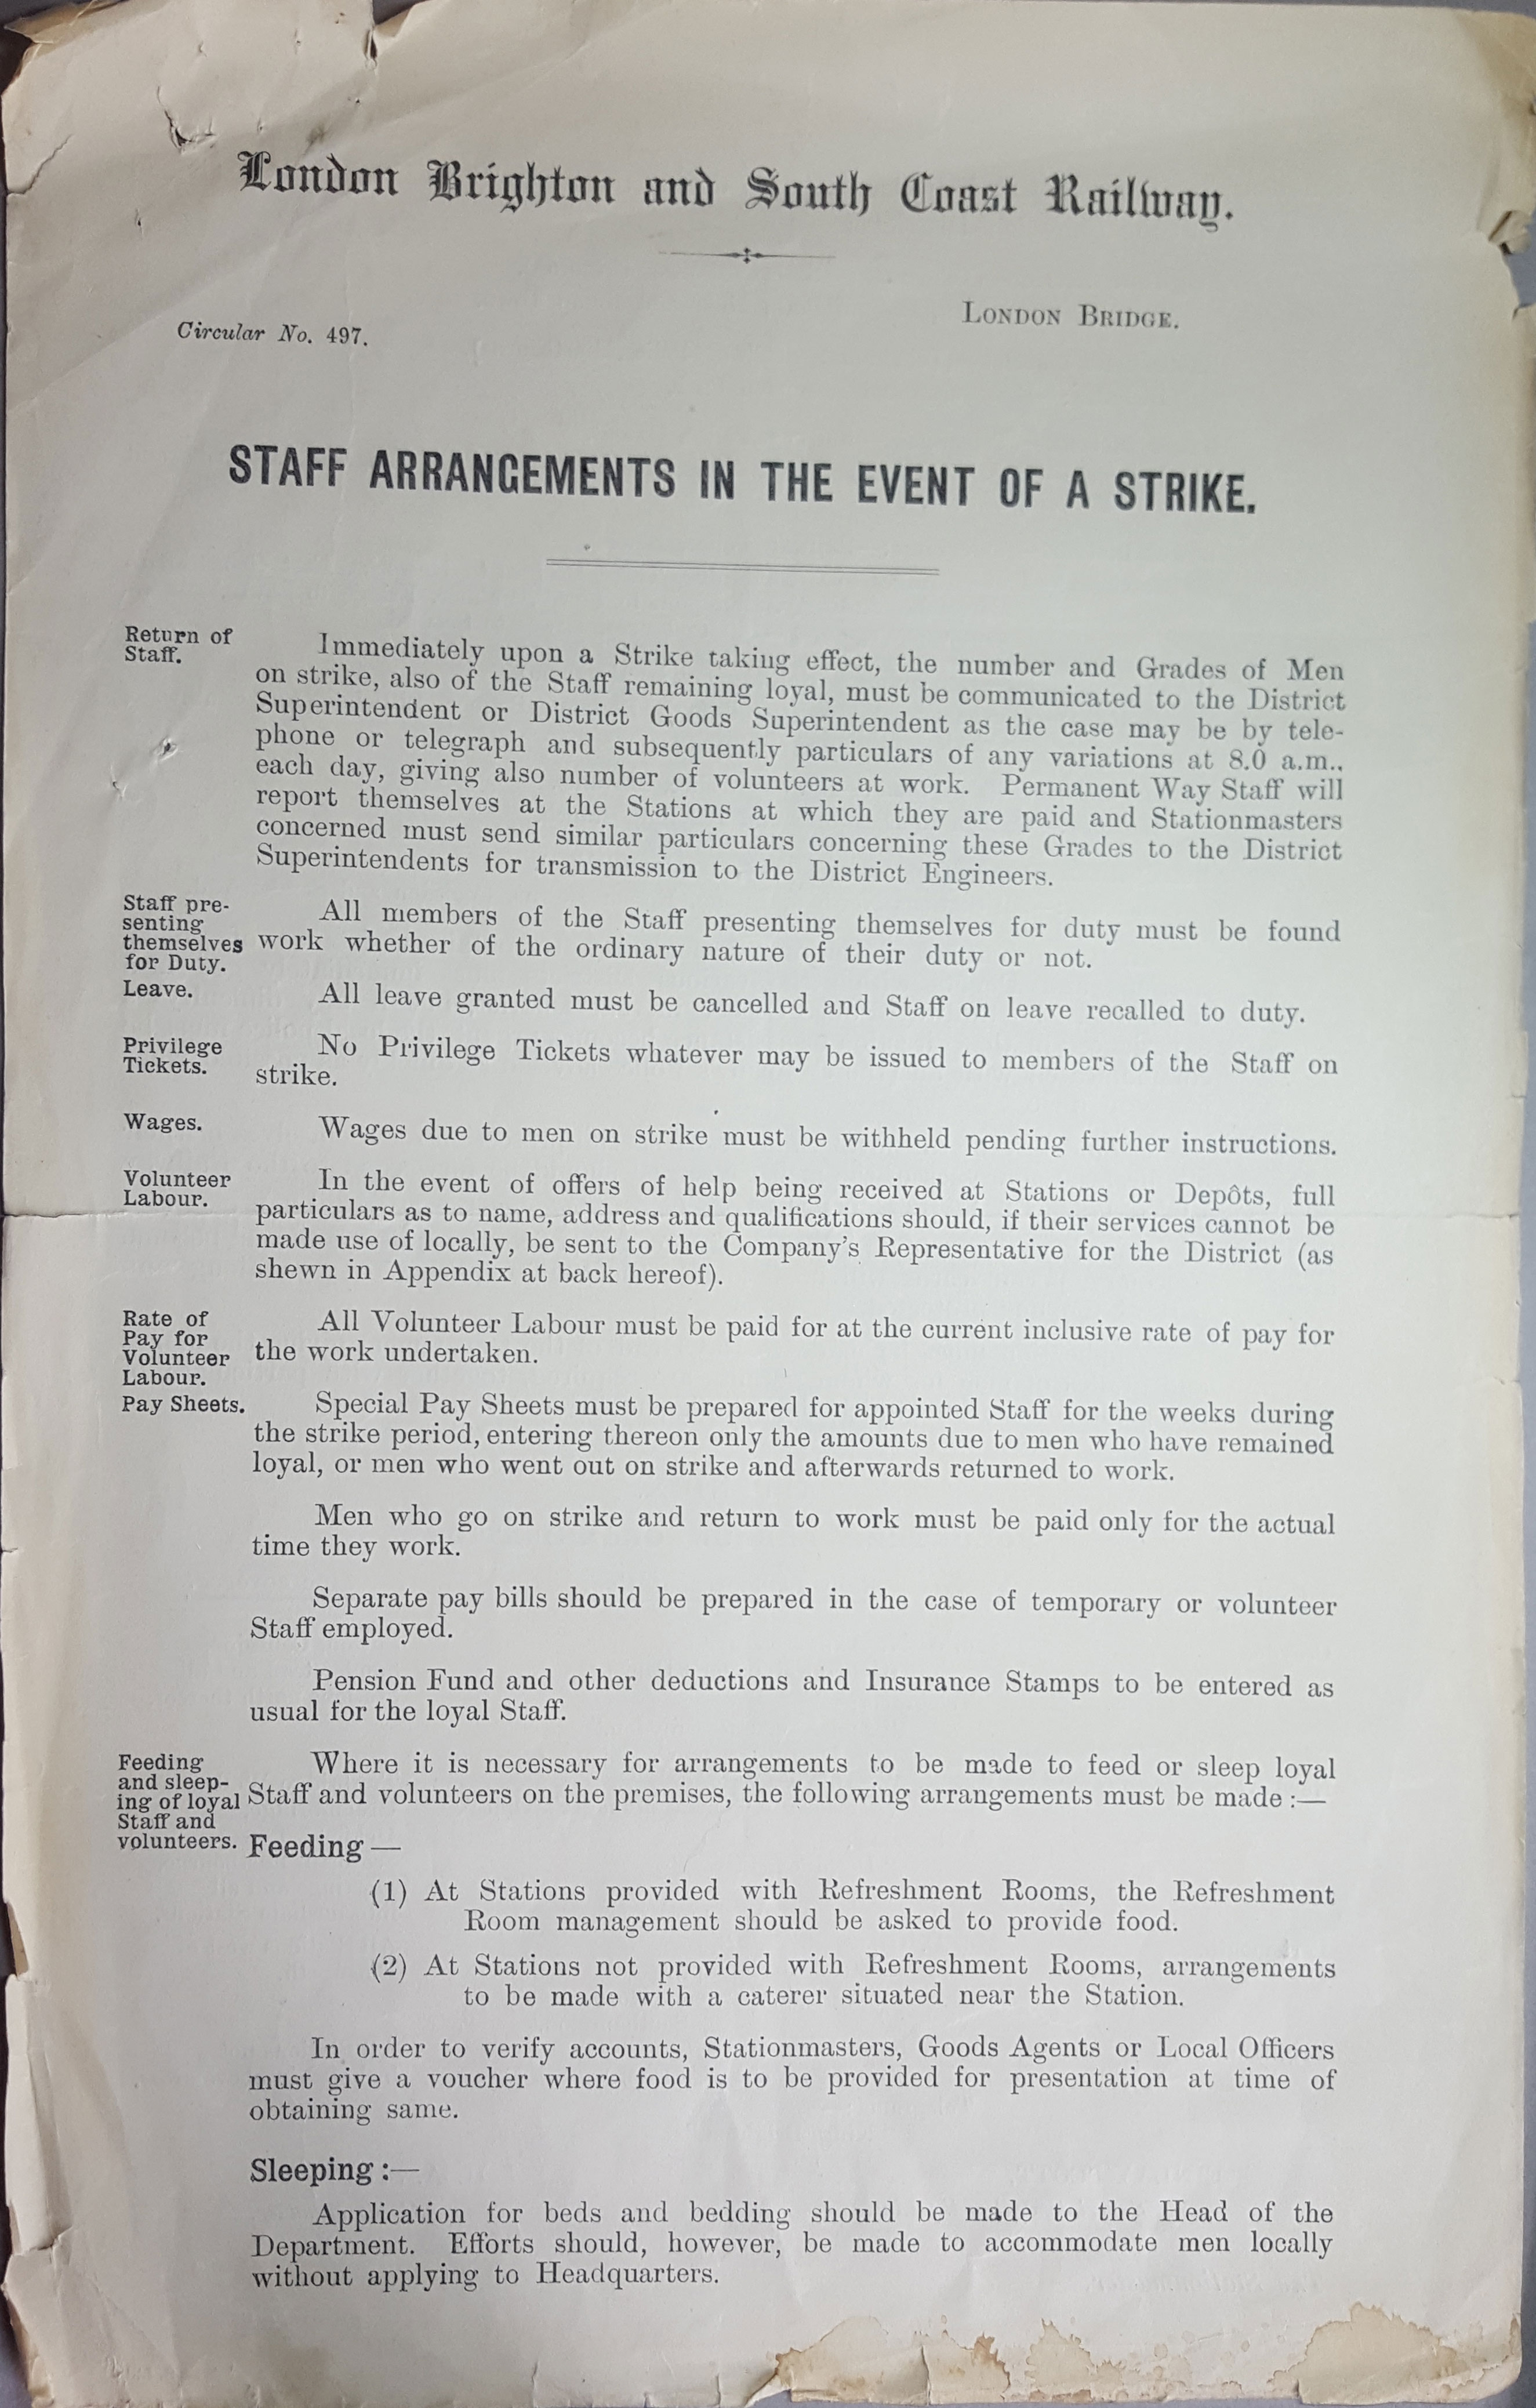 London Brighton and South Coast Railway.
LONDON BRIDGE.
Circular No. 497.
STAFF ARRANGEMENTS IN THE EVENT OF A STRIKE.
Return of
Staff.
Immediately upon a Strike taking effect, the number and Grades of Men
on strike, also of the Staff remaining loyal, must be communicated to the District
Superintendent or District Goods Superintendent as the case may be by tele-
phone or telegraph and subsequently particulars of any variations at 8.0 a.m.,
each day, giving also number of volunteers at work. Permanent Way Staff will
report themselves at the Stations at which they are paid and Stationmasters
concerned must send similar particulars concerning these Grades to the District
Superintendents for transmission to the District Engineers.
Staff pre-
senting
themselves
for Duty.
All members of the Staff presenting themselves for duty must be found
work whether of the ordinary nature of their duty or not.
Leave.
All leave granted must be cancelled and Staff on leave recalled to duty.
Privilege
Tickets.
No Privilege Tickets whatever may be issued to members of the Staff on
strike.
Wages.
Wages due to men on strike must be withheld pending further instructions.
Volunteer
Labour.
In the event of offers of help being received at Stations or Depôts, full
particulars as to name, address and qualifications should, if their services cannot be
made use of locally, be sent to the Company's Representative for the District (as
shewn in Appendix at back hereof).
Rate of
Pay for
Volunteer
Labour.
All Volunteer Labour must be paid for at the current inclusive rate of pay for
the work undertaken.
Pay Sheets.
Special Pay Sheets must be prepared for appointed Staff for the weeks during
the strike period, entering thereon only the amounts due to men who have remained
loyal, or men who went out on strike and afterwards returned to work.
Men who go on strike and return to work must be paid only for the actual
time they work.
Separate pay bills should be prepared in the case of temporary or volunteer
Staff employed.
Pension Fund and other deductions and Insurance Stamps to be entered as
usual for the loyal Staff.
Feeding
and sleep-
ing of loyal
Staff and
volunteers.
Where it is necessary for arrangements to be made to feed or sleep loyal
Staff and volunteers on the premises, the following arrangements must be made :—
Feeding —
(1) At Stations provided with Refreshment Rooms, the Refreshment
Room management should be asked to provide food.
(2) At Stations not provided with Refreshment Rooms, arrangements
to be made with a caterer situated near the Station.
In order to verify accounts, Stationmasters, Goods Agents or Local Officers
must give a voucher where food is to be provided for presentation at time of
obtaining same.
Sleeping :—
Application for beds and bedding should be made to the Head of the
Department. Efforts should, however, be made to accommodate men locally
without applying to Headquarters.